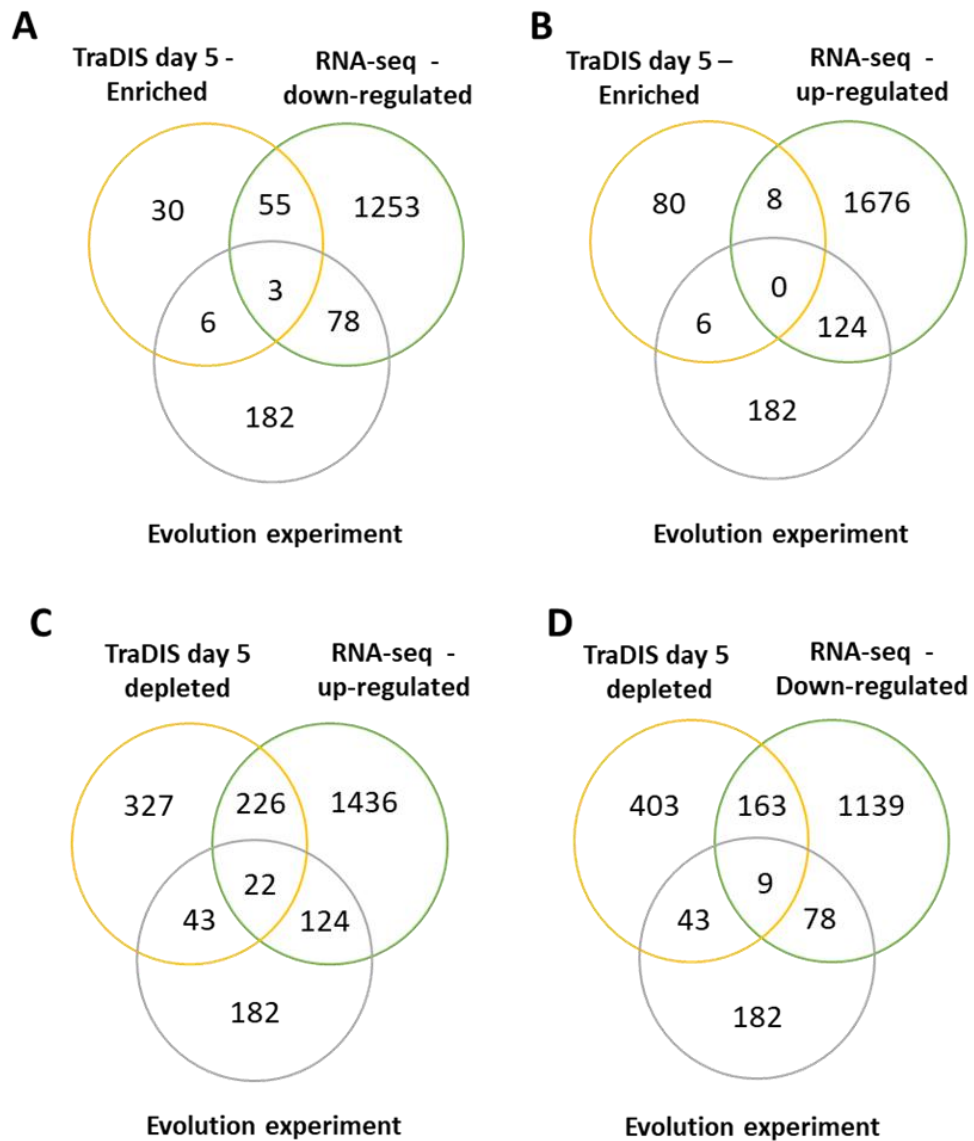 A
TraDIS day 5 -
Enriched
RNA-seq -
down-regulated
30
55
1253
3
6
78
182
Evolution experiment
B
TraDIS day 5 –
Enriched
RNA-seq -
up-regulated
80
8
1676
0
6
124
182
Evolution experiment
C
TraDIS day 5
depleted
RNA-seq -
up-regulated
327
226
1436
22
43
124
182
Evolution experiment
D
TraDIS day 5
depleted
RNA-seq -
Down-regulated
403
163
1139
9
43
78
182
Evolution experiment